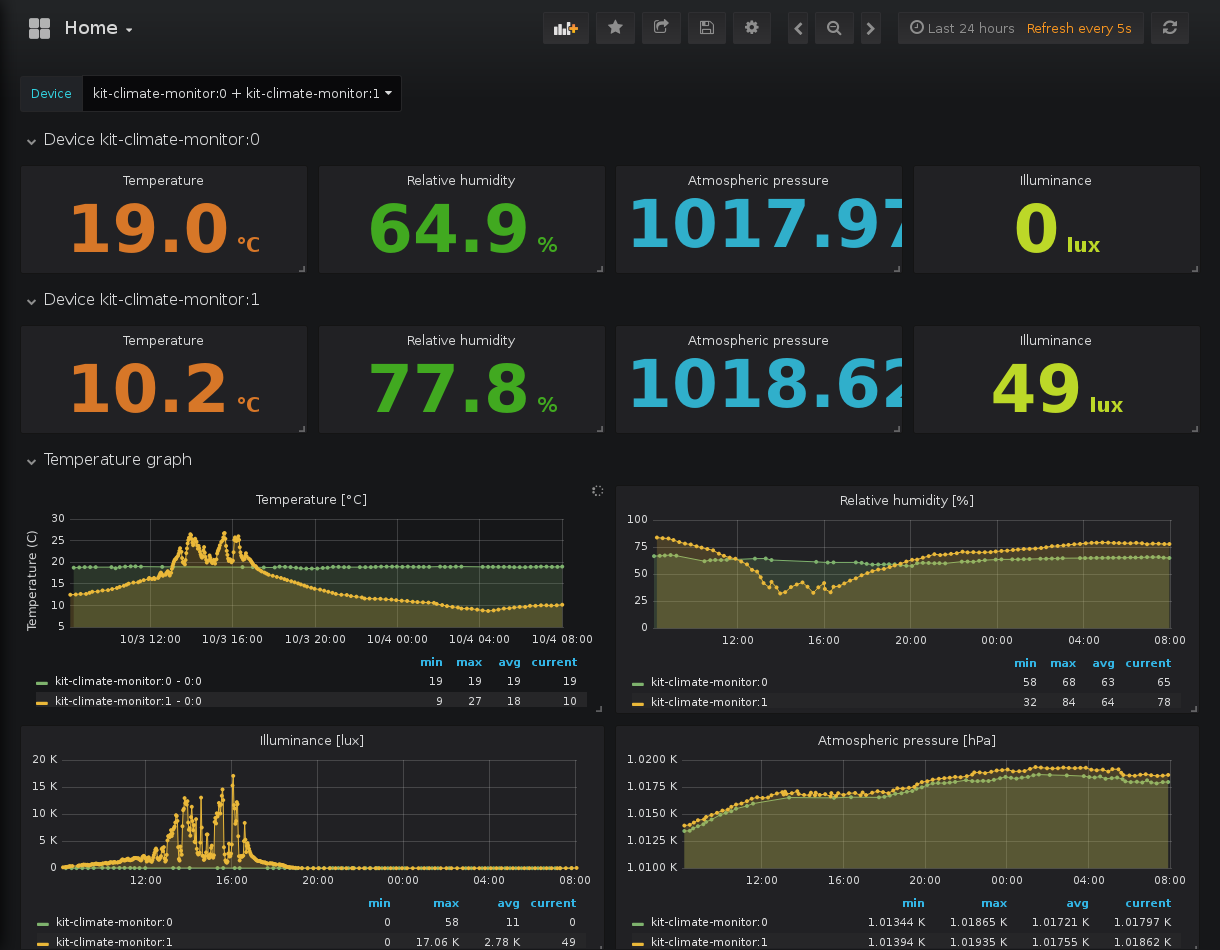 Home
Last 24 hours Refresh every 5s
Device kit-climate-monitor:0 + kit-climate-monitor:1
Device kit-climate-monitor:0
Temperature Relative humidity Atmospheric pressure Illuminance
19.0 °C 64.9 % 1017.97 0 lux
Device kit-climate-monitor:1
Temperature Relative humidity Atmospheric pressure Illuminance
10.2 °C 77.8 % 1018.62 49 lux
Temperature graph
Temperature [°C]
Temperature (C)
30
25
20
15
10
5
10/3 12:00 10/3 16:00 10/3 20:00 10/4 00:00 10/4 04:00 10/4 08:00
min max avg current
kit-climate-monitor:0 - 0:0 19 19 19 19
kit-climate-monitor:1 - 0:0 9 27 18 10
Relative humidity [%]
100
75
50
25
0
12:00 16:00 20:00 00:00 04:00 08:00
min max avg current
kit-climate-monitor:0 58 68 63 65
kit-climate-monitor:1 32 84 64 78
Illuminance [lux]
20 K
15 K
10 K
5 K
0
12:00 16:00 20:00 00:00 04:00 08:00
min max avg current
kit-climate-monitor:0 0 58 11 0
kit-climate-monitor:1 0 17.06 K 2.78 K 49
Atmospheric pressure [hPa]
1.0200 K
1.0175 K
1.0150 K
1.0125 K
1.0100 K
12:00 16:00 20:00 00:00 04:00 08:00
min max avg current
kit-climate-monitor:0 1.01344 K 1.01865 K 1.01721 K 1.01797 K
kit-climate-monitor:1 1.01394 K 1.01935 K 1.01755 K 1.01862 K